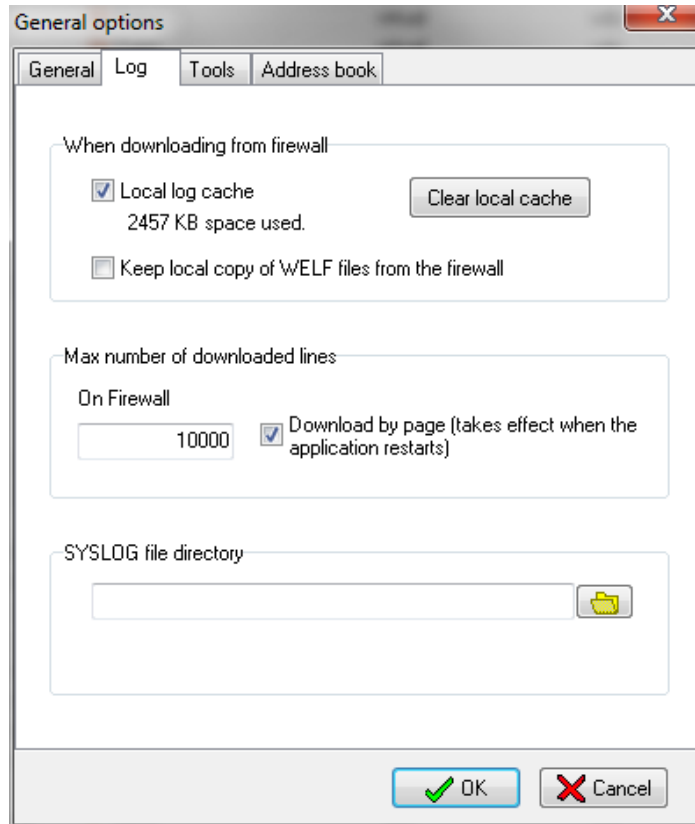 General options
General Log Tools Address book
When downloading from firewall
Local log cache Clear local cache
2457 KB space used.
Keep local copy of WELF files from the firewall
Max number of downloaded lines
On Firewall
10000 Download by page (takes effect when the
application restarts)
SYSLOG file directory
OK Cancel